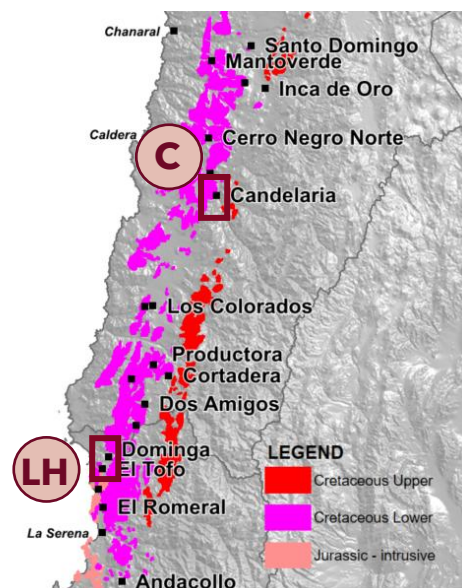 Chanaral
Santo Domingo
Mantoverde
Inca de Oro
Caldera
Cerro Negro Norte
C
Candelaria
Los Colorados
Productora
Cortadera
Dos Amigos
LEGEND
Dominga
Cretaceous Upper
LH
El Tofo
El Romeral
Cretaceous Lower
La Serena
Jurassic - intrusive
Andacollo